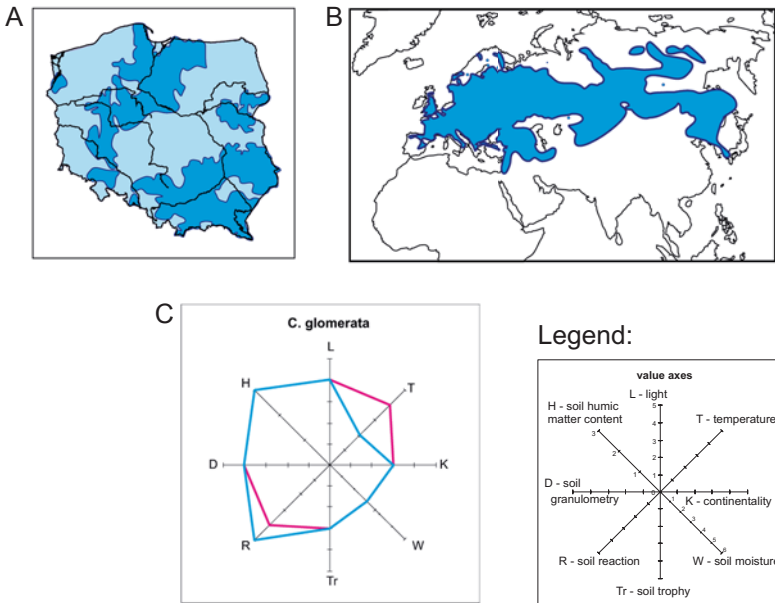 A
B
C
C. glomerata
L
H
T
D
K
R
W
Tr
Legend:
value axes
L - light
H - soil humic
matter content
T - temperature
D - soil
granulometry
K - continentality
R - soil reaction
W - soil moisture
Tr - soil trophy
5
4
3
2
1
0
3
2
1
1
2
3
4
5
6